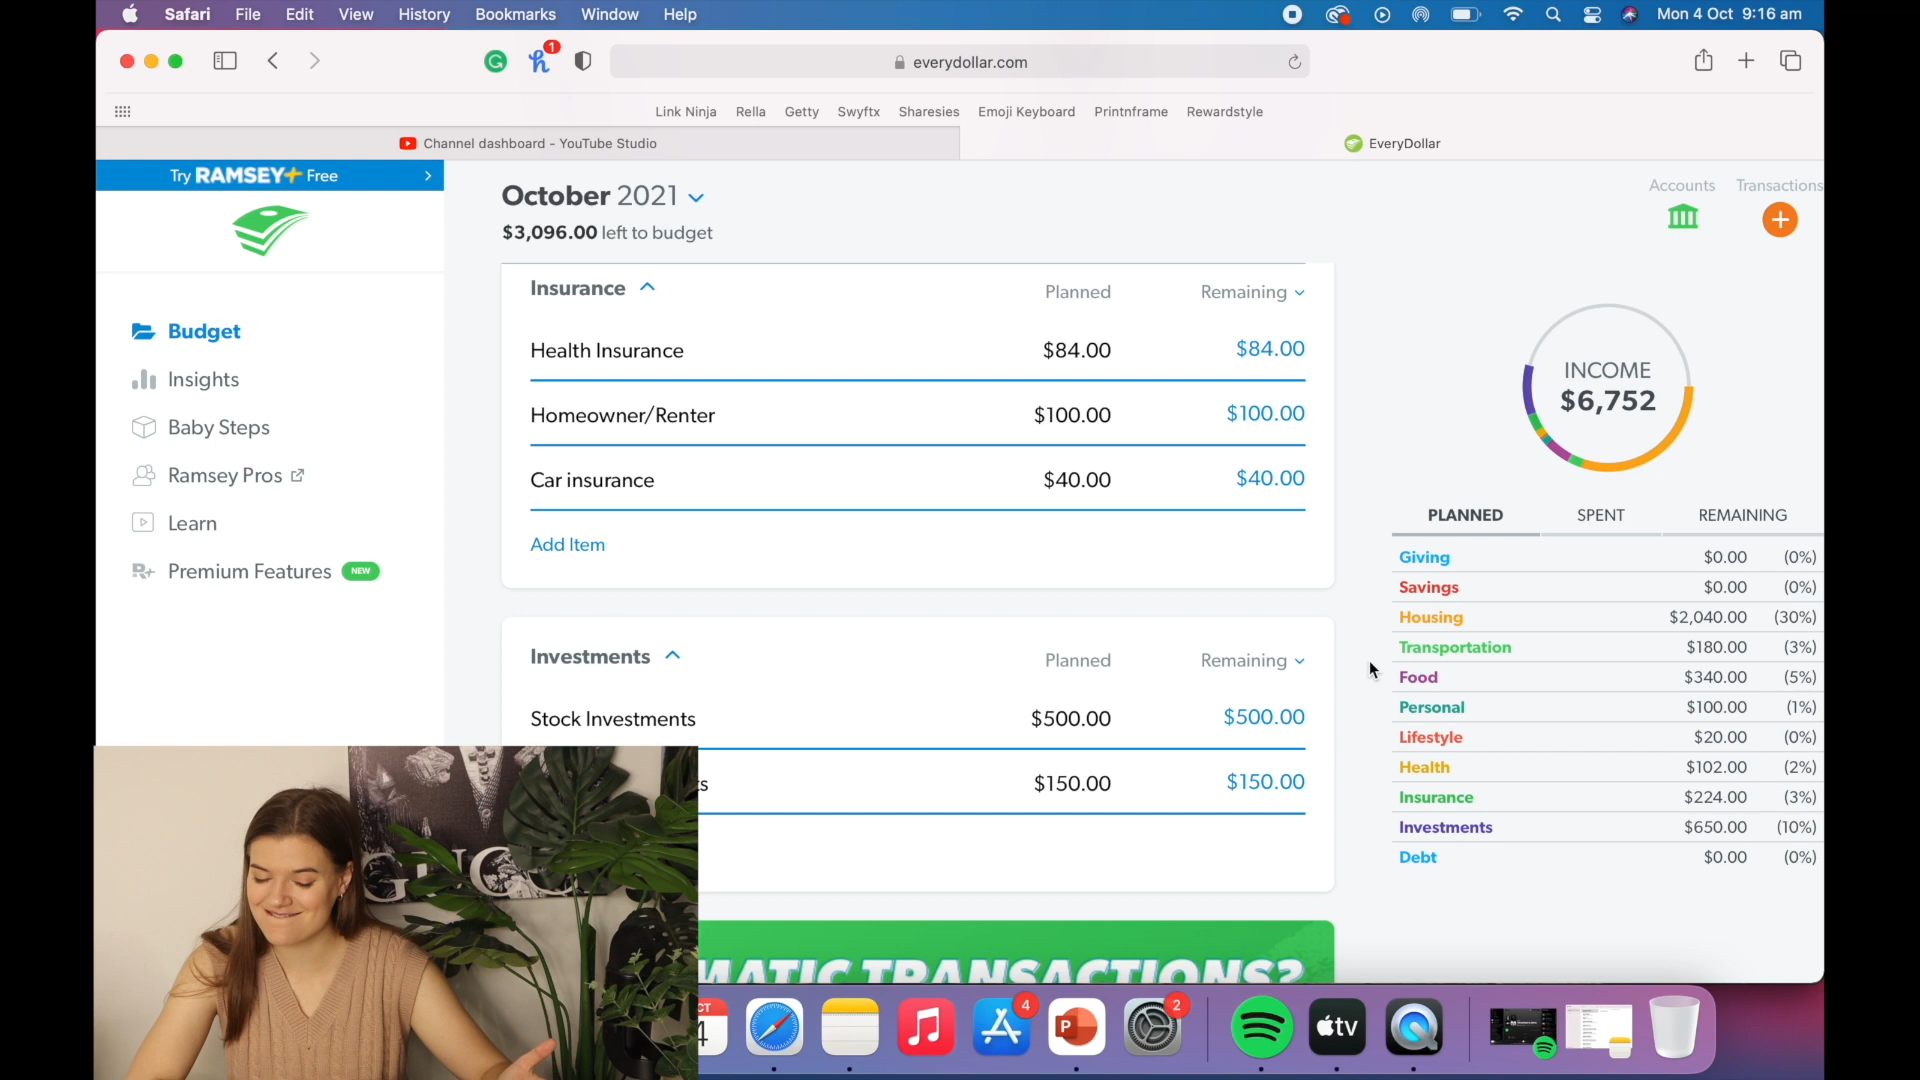 Safari File Edit View History Bookmarks Window Help Mon 4 Oct 9:16 am
1
everydollar.com
Link Ninja Rella Getty Swyftx Sharesies Emoji Keyboard Printnframe Rewardstyle
Channel dashboard - YouTube Studio
EveryDollar
Try RAMSEY+ Free
Budget
Insights
Baby Steps
Ramsey Pros
Learn
Premium Features NEW
October 2021
$3,096.00 left to budget
Accounts Transactions
Insurance Planned Remaining
Health Insurance $84.00 $84.00
Homeowner/Renter $100.00 $100.00
Car insurance $40.00 $40.00
Add Item
Investments Planned Remaining
Stock Investments $500.00 $500.00
s $150.00 $150.00
MATIC TRANSACTIONS?
INCOME
$6,752
PLANNED SPENT REMAINING
Giving $0.00 (0%)
Savings $0.00 (0%)
Housing $2,040.00 (30%)
Transportation $180.00 (3%)
Food $340.00 (5%)
Personal $100.00 (1%)
Lifestyle $20.00 (0%)
Health $102.00 (2%)
Insurance $224.00 (3%)
Investments $650.00 (10%)
Debt $0.00 (0%)
4
2
P
tv